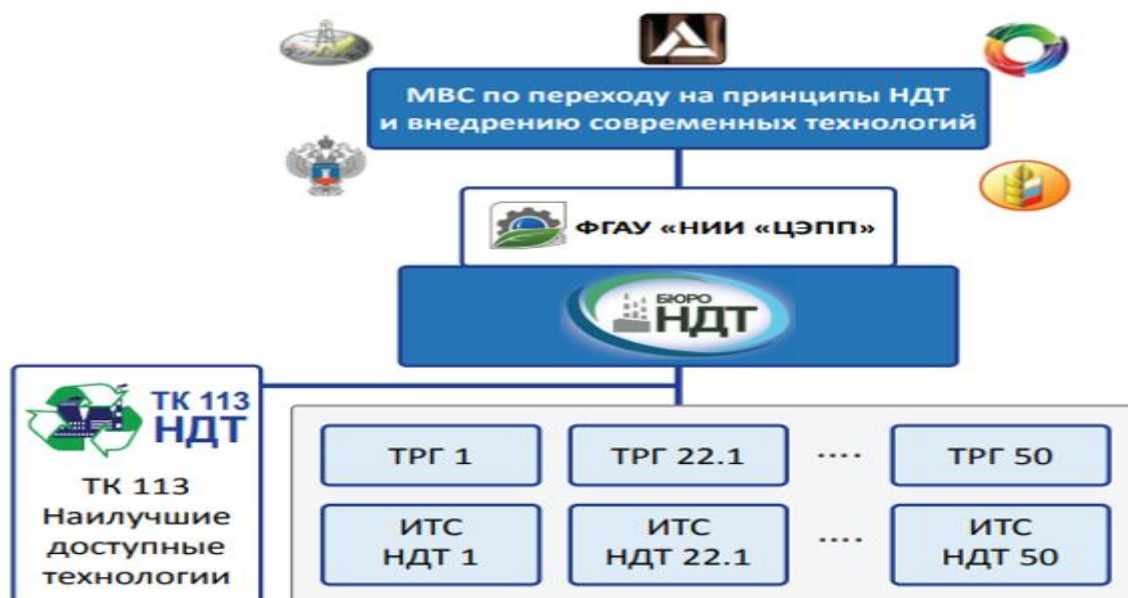 МВС по переходу на принципы НДТ
и внедрению современных технологий
ФГАУ «НИИ «ЦЭПП»
БЮРО
НДТ
ТК 113
НДТ
ТК 113
Наилучшие
доступные
технологии
ТРГ 1
ТРГ 22.1
....
ТРГ 50
ИТС
НДТ 1
ИТС
НДТ 22.1
....
ИТС
НДТ 50